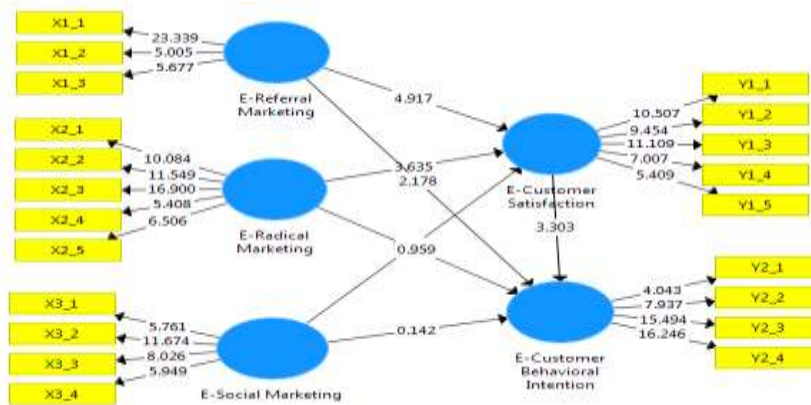 X1_1
23.339
X1_2
5.005
X1_3
5.677
E-Referral
Marketing
4.917
X2_1
10.084
X2_2
11.549
X2_3
16.900
X2_4
5.408
X2_5
6.506
E-Radical
Marketing
3.635
2.178
0.959
X3_1
5.761
X3_2
11.674
X3_3
8.026
X3_4
5.949
E-Social Marketing
0.142
E-Customer
Satisfaction
3.303
Y1_1
10.507
Y1_2
9.454
Y1_3
11.109
Y1_4
7.007
Y1_5
5.409
E-Customer
Behavioral
Intention
Y2_1
4.043
Y2_2
7.937
Y2_3
15.494
Y2_4
16.246